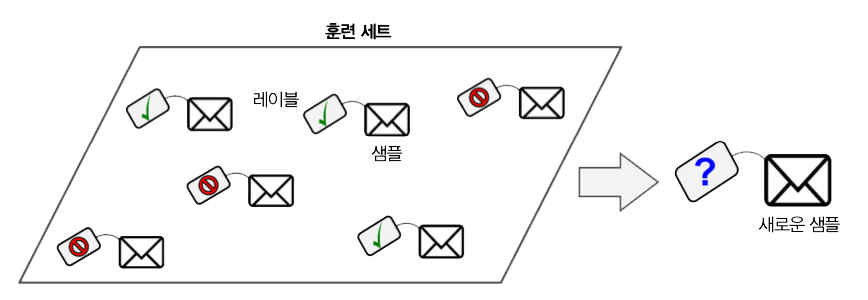 훈련 세트
레이블
샘플
?
새로운 샘플